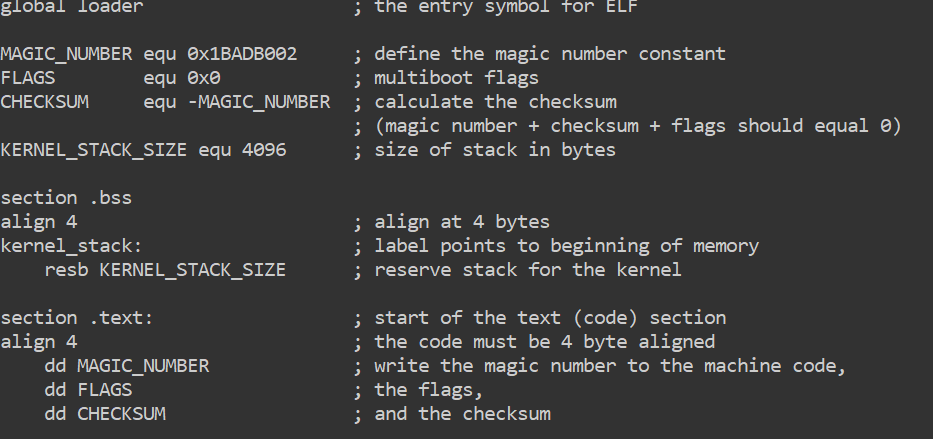 global loader ; the entry symbol for ELF
MAGIC_NUMBER equ 0x1BADB002 ; define the magic number constant
FLAGS equ 0x0 ; multiboot flags
CHECKSUM equ -MAGIC_NUMBER ; calculate the checksum
; (magic number + checksum + flags should equal 0)
KERNEL_STACK_SIZE equ 4096 ; size of stack in bytes
section .bss
align 4 ; align at 4 bytes
kernel_stack: ; label points to beginning of memory
resb KERNEL_STACK_SIZE ; reserve stack for the kernel
section .text: ; start of the text (code) section
align 4 ; the code must be 4 byte aligned
dd MAGIC_NUMBER ; write the magic number to the machine code,
dd FLAGS ; the flags,
dd CHECKSUM ; and the checksum